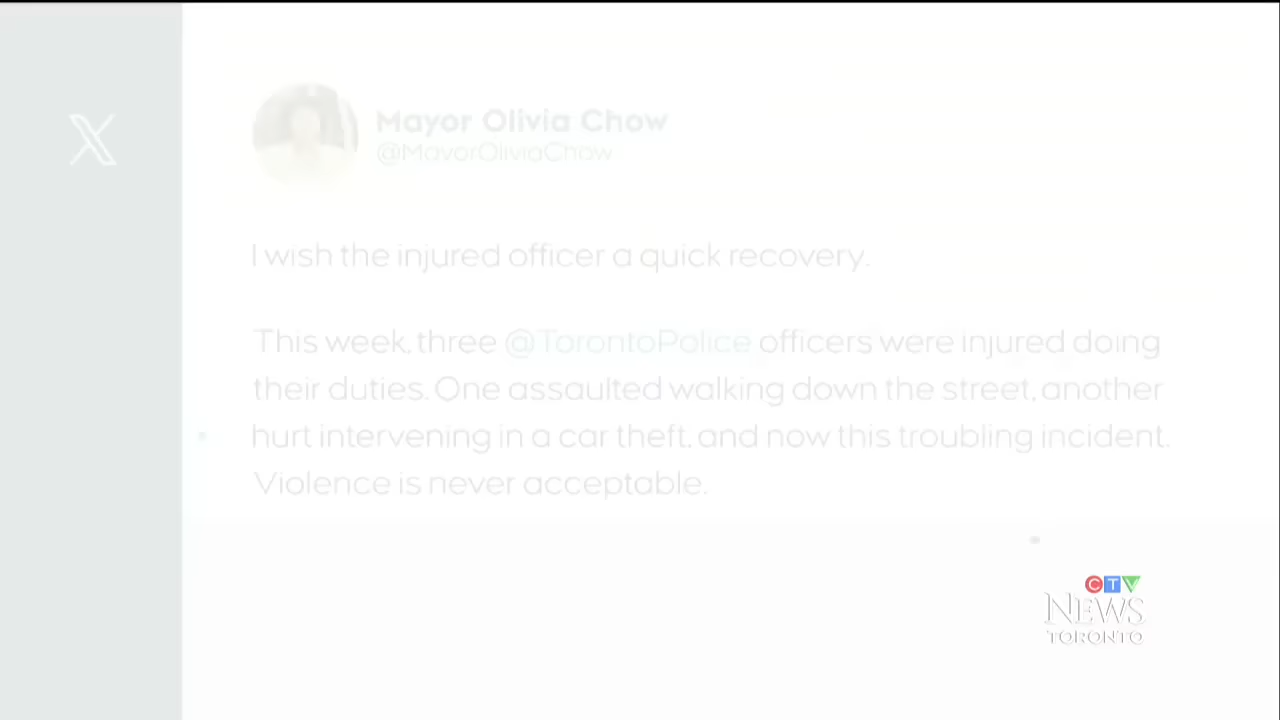 X
Mayor Olivia Chow
@MayorOliviaChow
I wish the injured officer a quick recovery.
This week, three @TorontoPolice officers were injured doing
their duties. One assaulted walking down the street, another
hurt intervening in a car theft, and now this troubling incident.
Violence is never acceptable.
CTV
NEWS
TORONTO